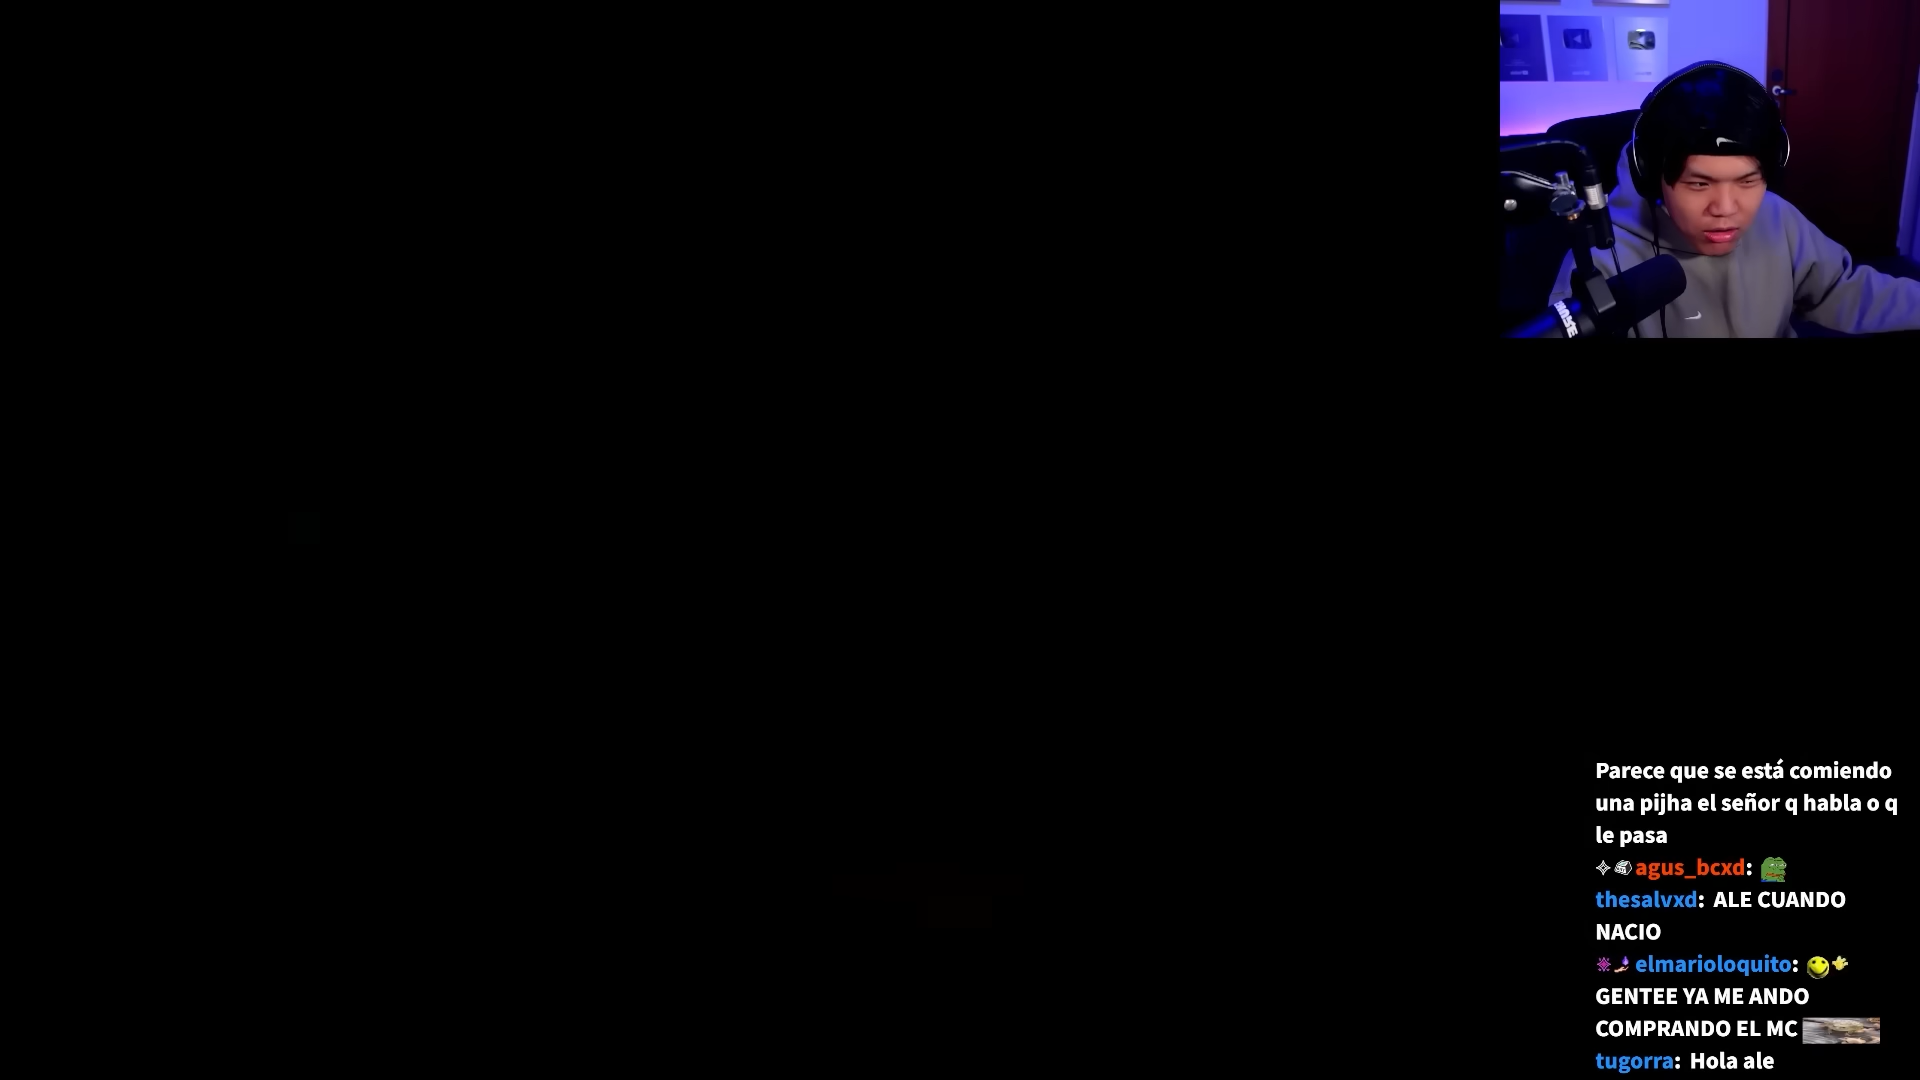 Parece que se está comiendo
una pijha el señor q habla o q
le pasa
agus_bcxd:
thesalvxd: ALE CUANDO
NACIO
elmarioloquito:
GENTEE YA ME ANDO
COMPRANDO EL MC
tugorra: Hola ale